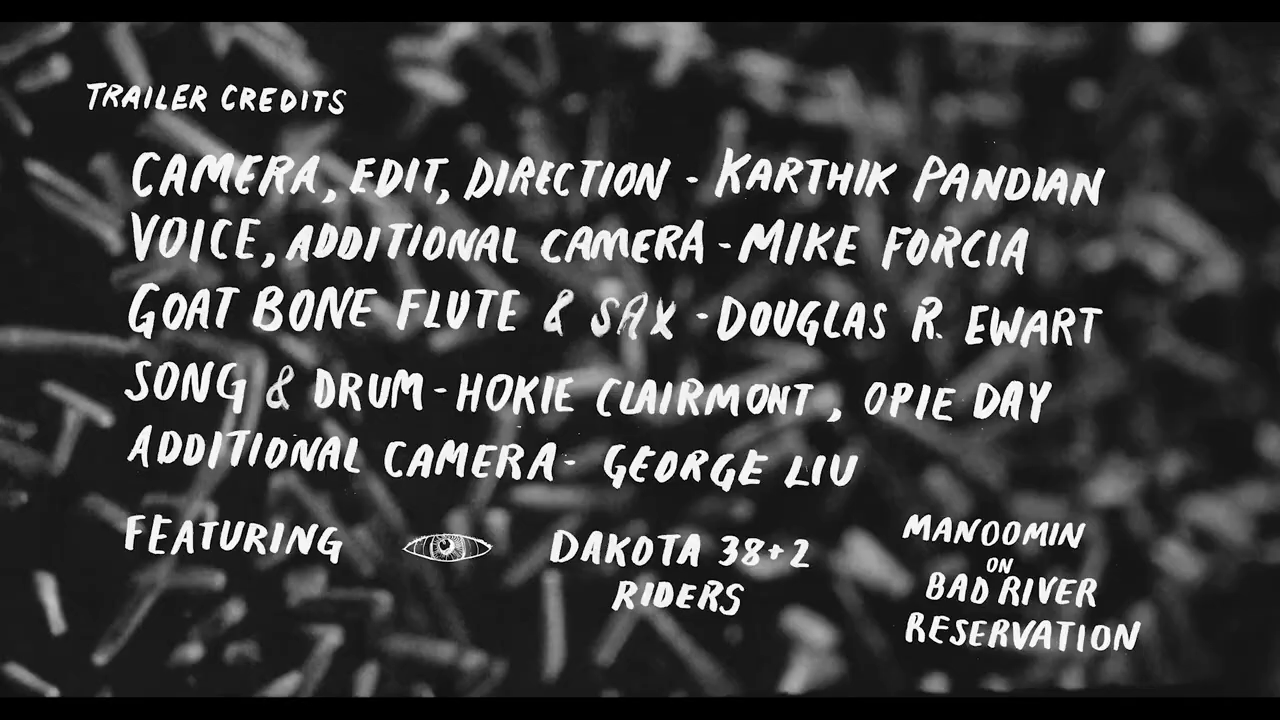 TRAILER CREDITS
CAMERA, EDIT, DIRECTION - KARTHIK PANDIAN
VOICE, ADDITIONAL CAMERA - MIKE FORCIA
GOAT BONE FLUTE & SAX - DOUGLAS R. EWART
SONG & DRUM - HOKIE CLAIRMONT, OPIE DAY
ADDITIONAL CAMERA - GEORGE LIU
FEATURING
DAKOTA 38+2
RIDERS
MANOOMIN
ON
BAD RIVER
RESERVATION